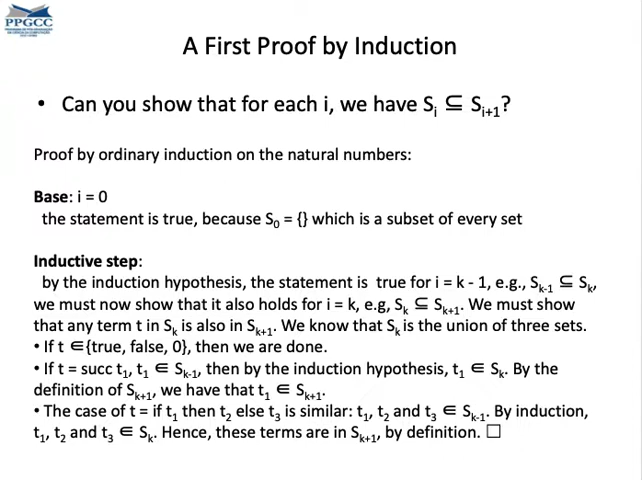 PPGCC
A First Proof by Induction
• Can you show that for each i, we have Sᵢ ⊆ Sᵢ₊₁?
Proof by ordinary induction on the natural numbers:
Base: i = 0
the statement is true, because S₀ = {} which is a subset of every set
Inductive step:
by the induction hypothesis, the statement is true for i = k - 1, e.g., Sₖ₋₁ ⊆ Sₖ,
we must now show that it also holds for i = k, e.g, Sₖ ⊆ Sₖ₊₁. We must show
that any term t in Sₖ is also in Sₖ₊₁. We know that Sₖ is the union of three sets.
• If t ∈ {true, false, 0}, then we are done.
• If t = succ t₁, t₁ ∈ Sₖ₋₁, then by the induction hypothesis, t₁ ∈ Sₖ. By the
definition of Sₖ₊₁, we have that t₁ ∈ Sₖ₊₁.
• The case of t = if t₁ then t₂ else t₃ is similar: t₁, t₂ and t₃ ∈ Sₖ₋₁. By induction,
t₁, t₂ and t₃ ∈ Sₖ. Hence, these terms are in Sₖ₊₁, by definition. □